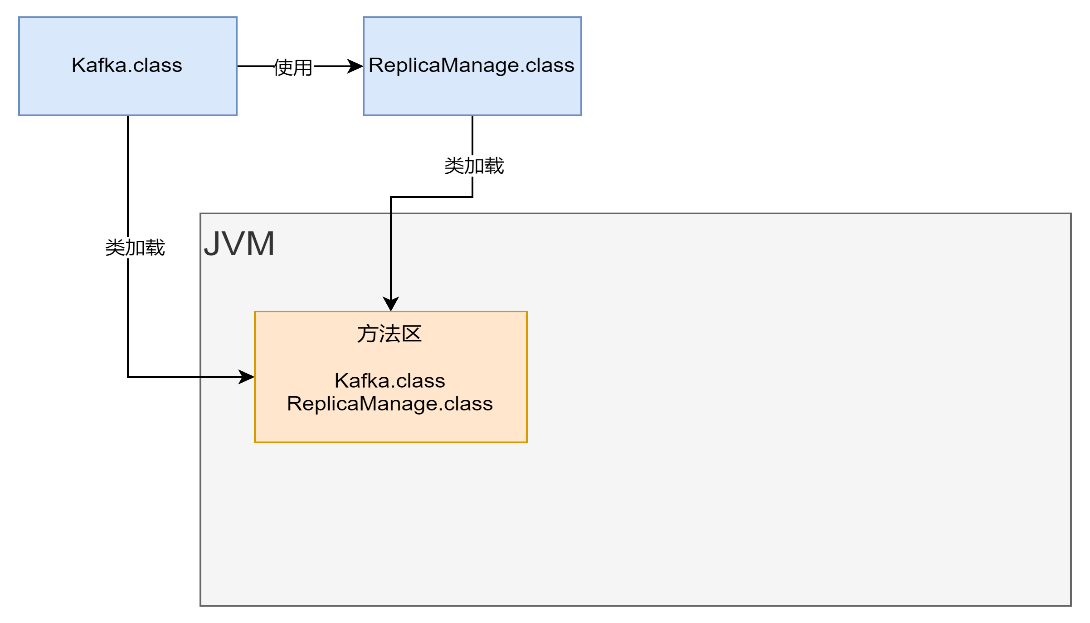 Kafka.class
使用
ReplicaManage.class
类加载
类加载
JVM
方法区
Kafka.class
ReplicaManage.class